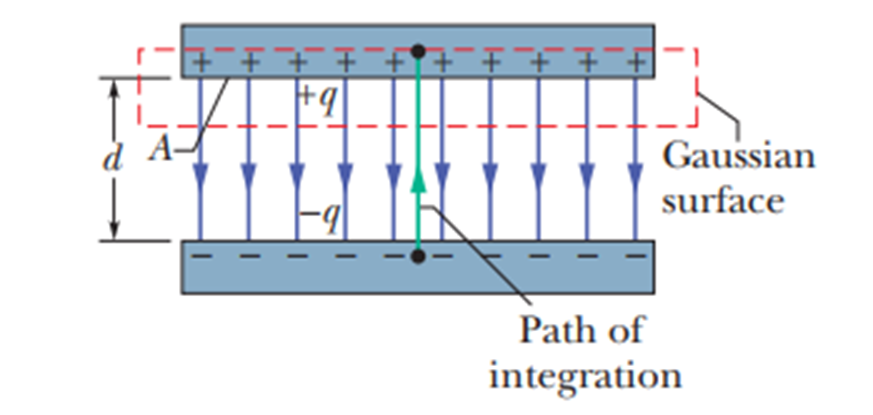 + + + + + + + + + +
+q
d
A
Gaussian
surface
−q
− − − − − − − − − −
Path of
integration